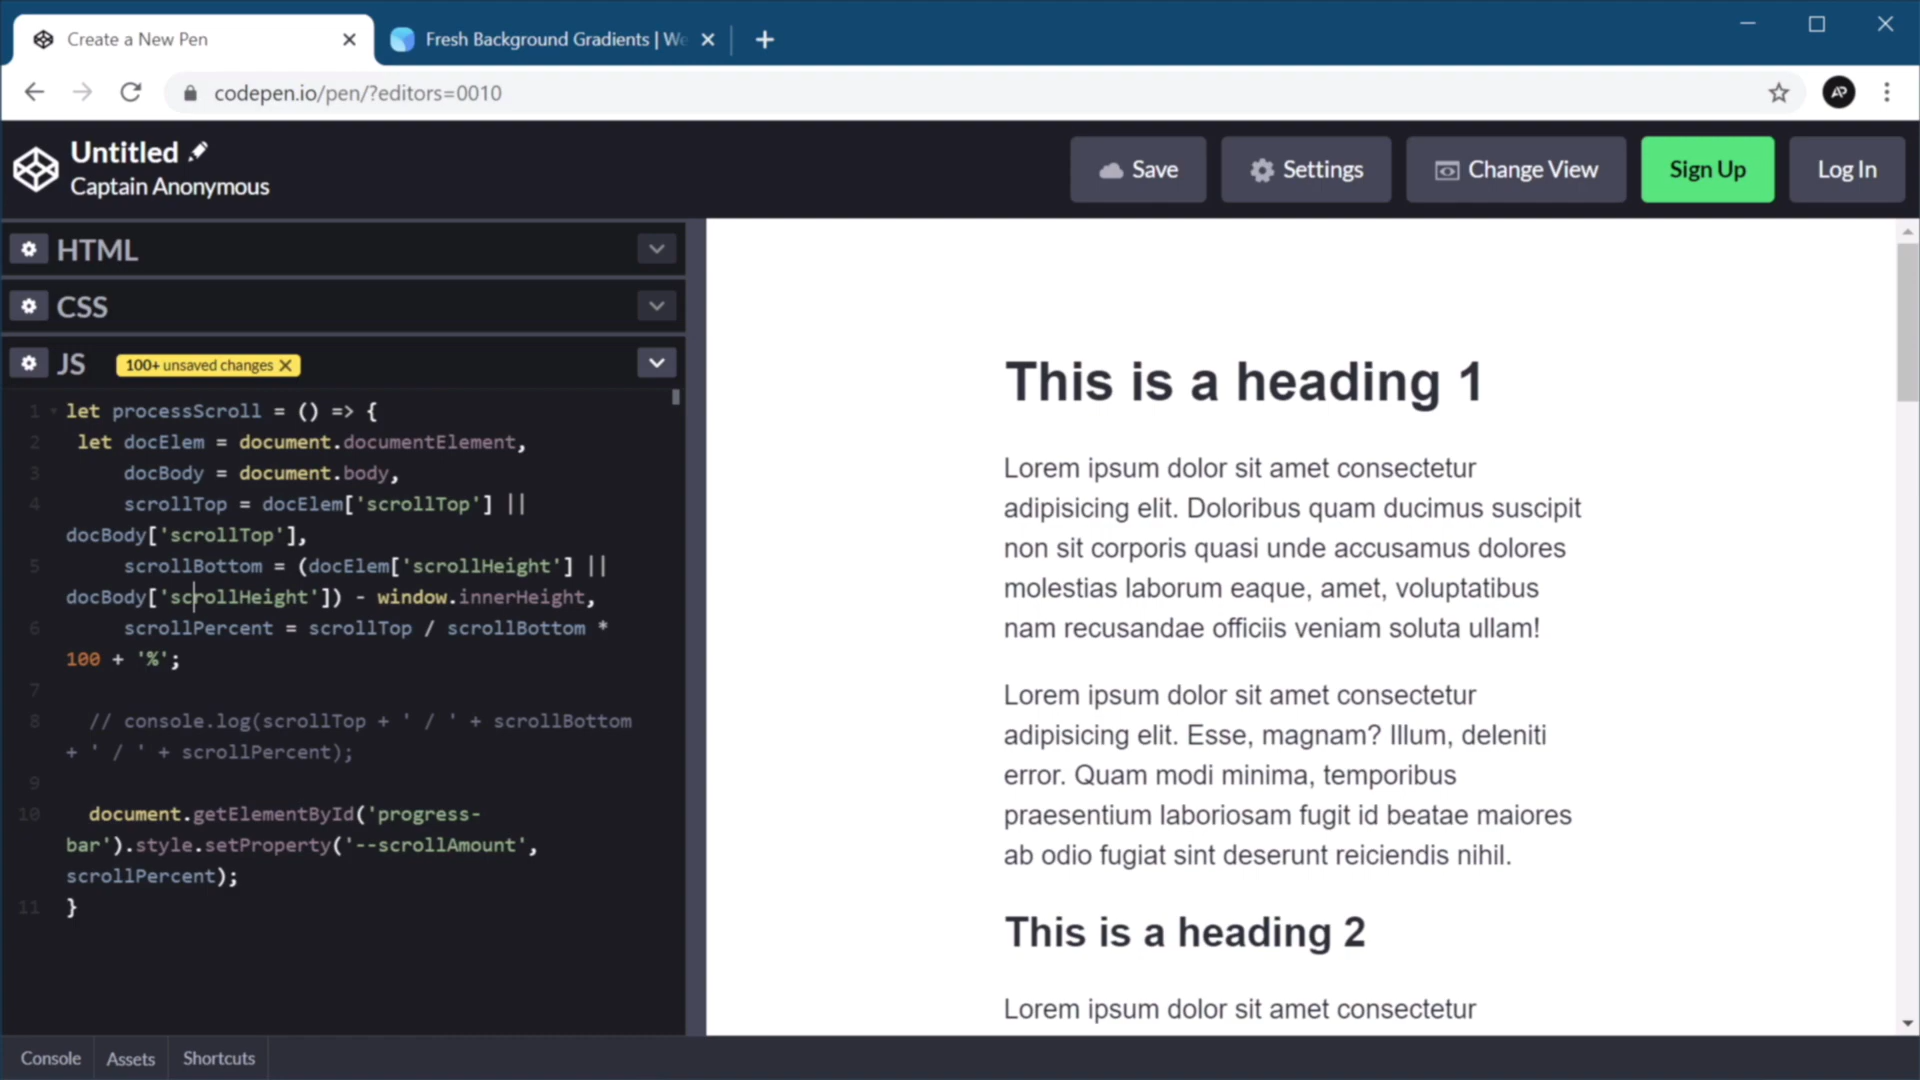 Create a New Pen
Fresh Background Gradients | We
codepen.io/pen/?editors=0010
AP
Untitled
Captain Anonymous
Save
Settings
Change View
Sign Up
Log In
HTML
CSS
JS
100+ unsaved changes X
1 let processScroll = () => {
2 let docElem = document.documentElement,
3 docBody = document.body,
4 scrollTop = docElem['scrollTop'] ||
docBody['scrollTop'],
5 scrollBottom = (docElem['scrollHeight'] ||
docBody['scrollHeight']) - window.innerHeight,
6 scrollPercent = scrollTop / scrollBottom *
100 + '%';
7
8 // console.log(scrollTop + ' / ' + scrollBottom
+ ' / ' + scrollPercent);
9
10 document.getElementById('progress-
bar').style.setProperty('--scrollAmount',
scrollPercent);
11 }
This is a heading 1
Lorem ipsum dolor sit amet consectetur
adipisicing elit. Doloribus quam ducimus suscipit
non sit corporis quasi unde accusamus dolores
molestias laborum eaque, amet, voluptatibus
nam recusandae officiis veniam soluta ullam!
Lorem ipsum dolor sit amet consectetur
adipisicing elit. Esse, magnam? Illum, deleniti
error. Quam modi minima, temporibus
praesentium laboriosam fugit id beatae maiores
ab odio fugiat sint deserunt reiciendis nihil.
This is a heading 2
Lorem ipsum dolor sit amet consectetur
Console
Assets
Shortcuts